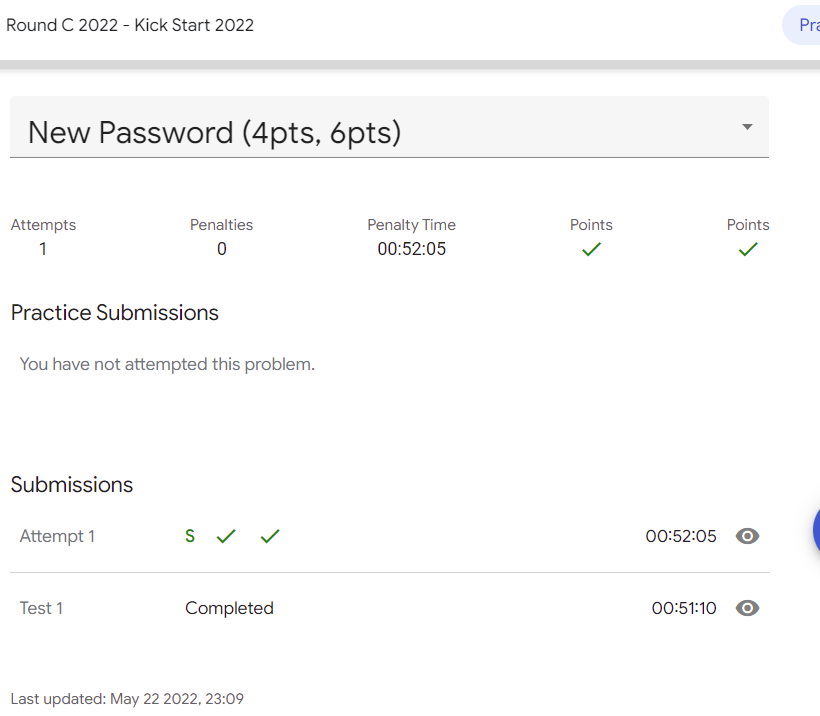 Round C 2022 - Kick Start 2022
New Password (4pts, 6pts)
Attempts Penalties Penalty Time Points Points
1 0 00:52:05
Practice Submissions
You have not attempted this problem.
Submissions
Attempt 1 S 00:52:05
Test 1 Completed 00:51:10
Last updated: May 22 2022, 23:09